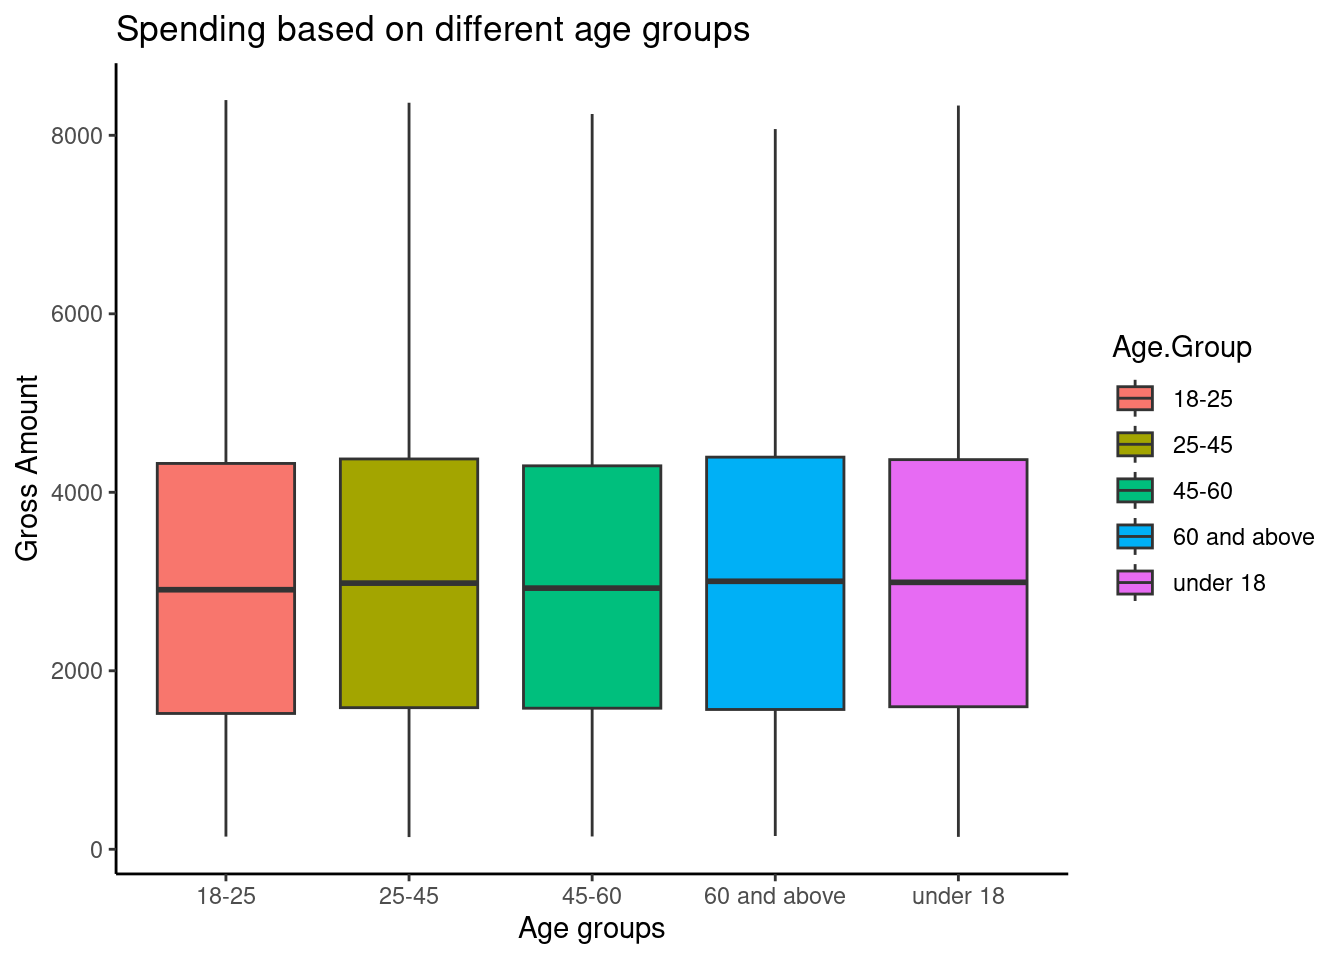 Spending based on different age groups
Gross Amount
8000
6000
4000
2000
0
18-25
25-45
45-60
60 and above
under 18
Age groups
Age.Group
18-25
25-45
45-60
60 and above
under 18